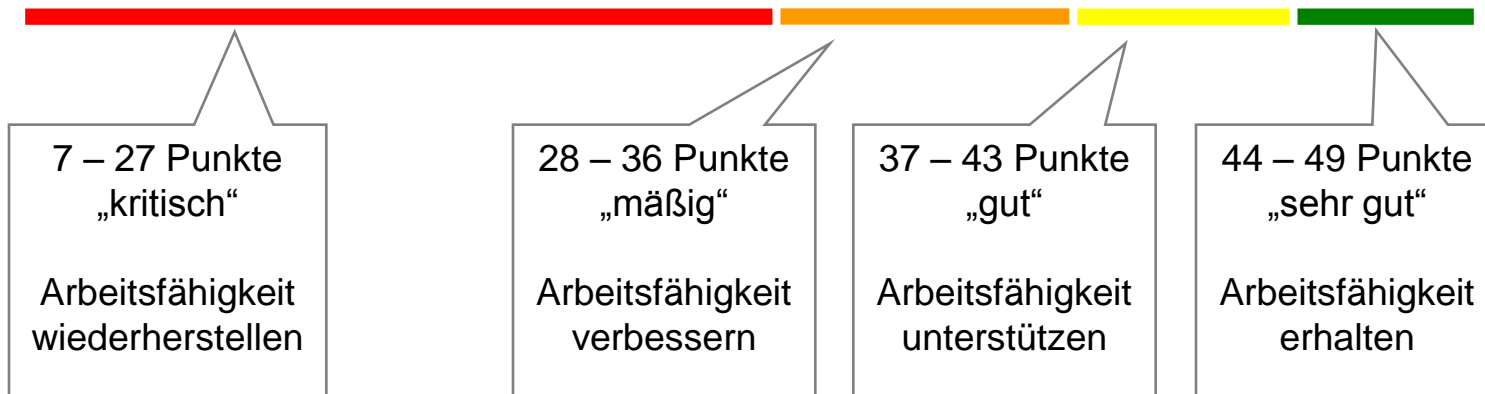 7 – 27 Punkte
„kritisch“
Arbeitsfähigkeit
wiederherstellen
28 – 36 Punkte
„mäßig“
Arbeitsfähigkeit
verbessern
37 – 43 Punkte
„gut“
Arbeitsfähigkeit
unterstützen
44 – 49 Punkte
„sehr gut“
Arbeitsfähigkeit
erhalten